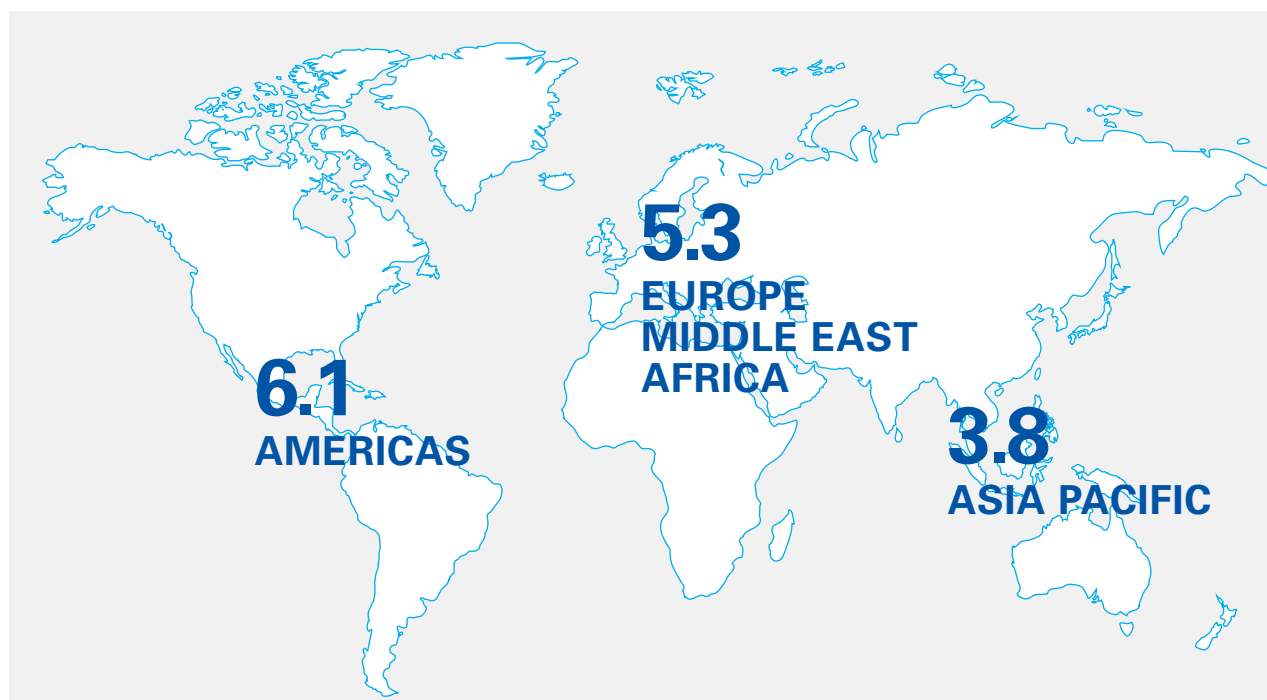 5.3
EUROPE
MIDDLE EAST
AFRICA
6.1
AMERICAS
3.8
ASIA PACIFIC